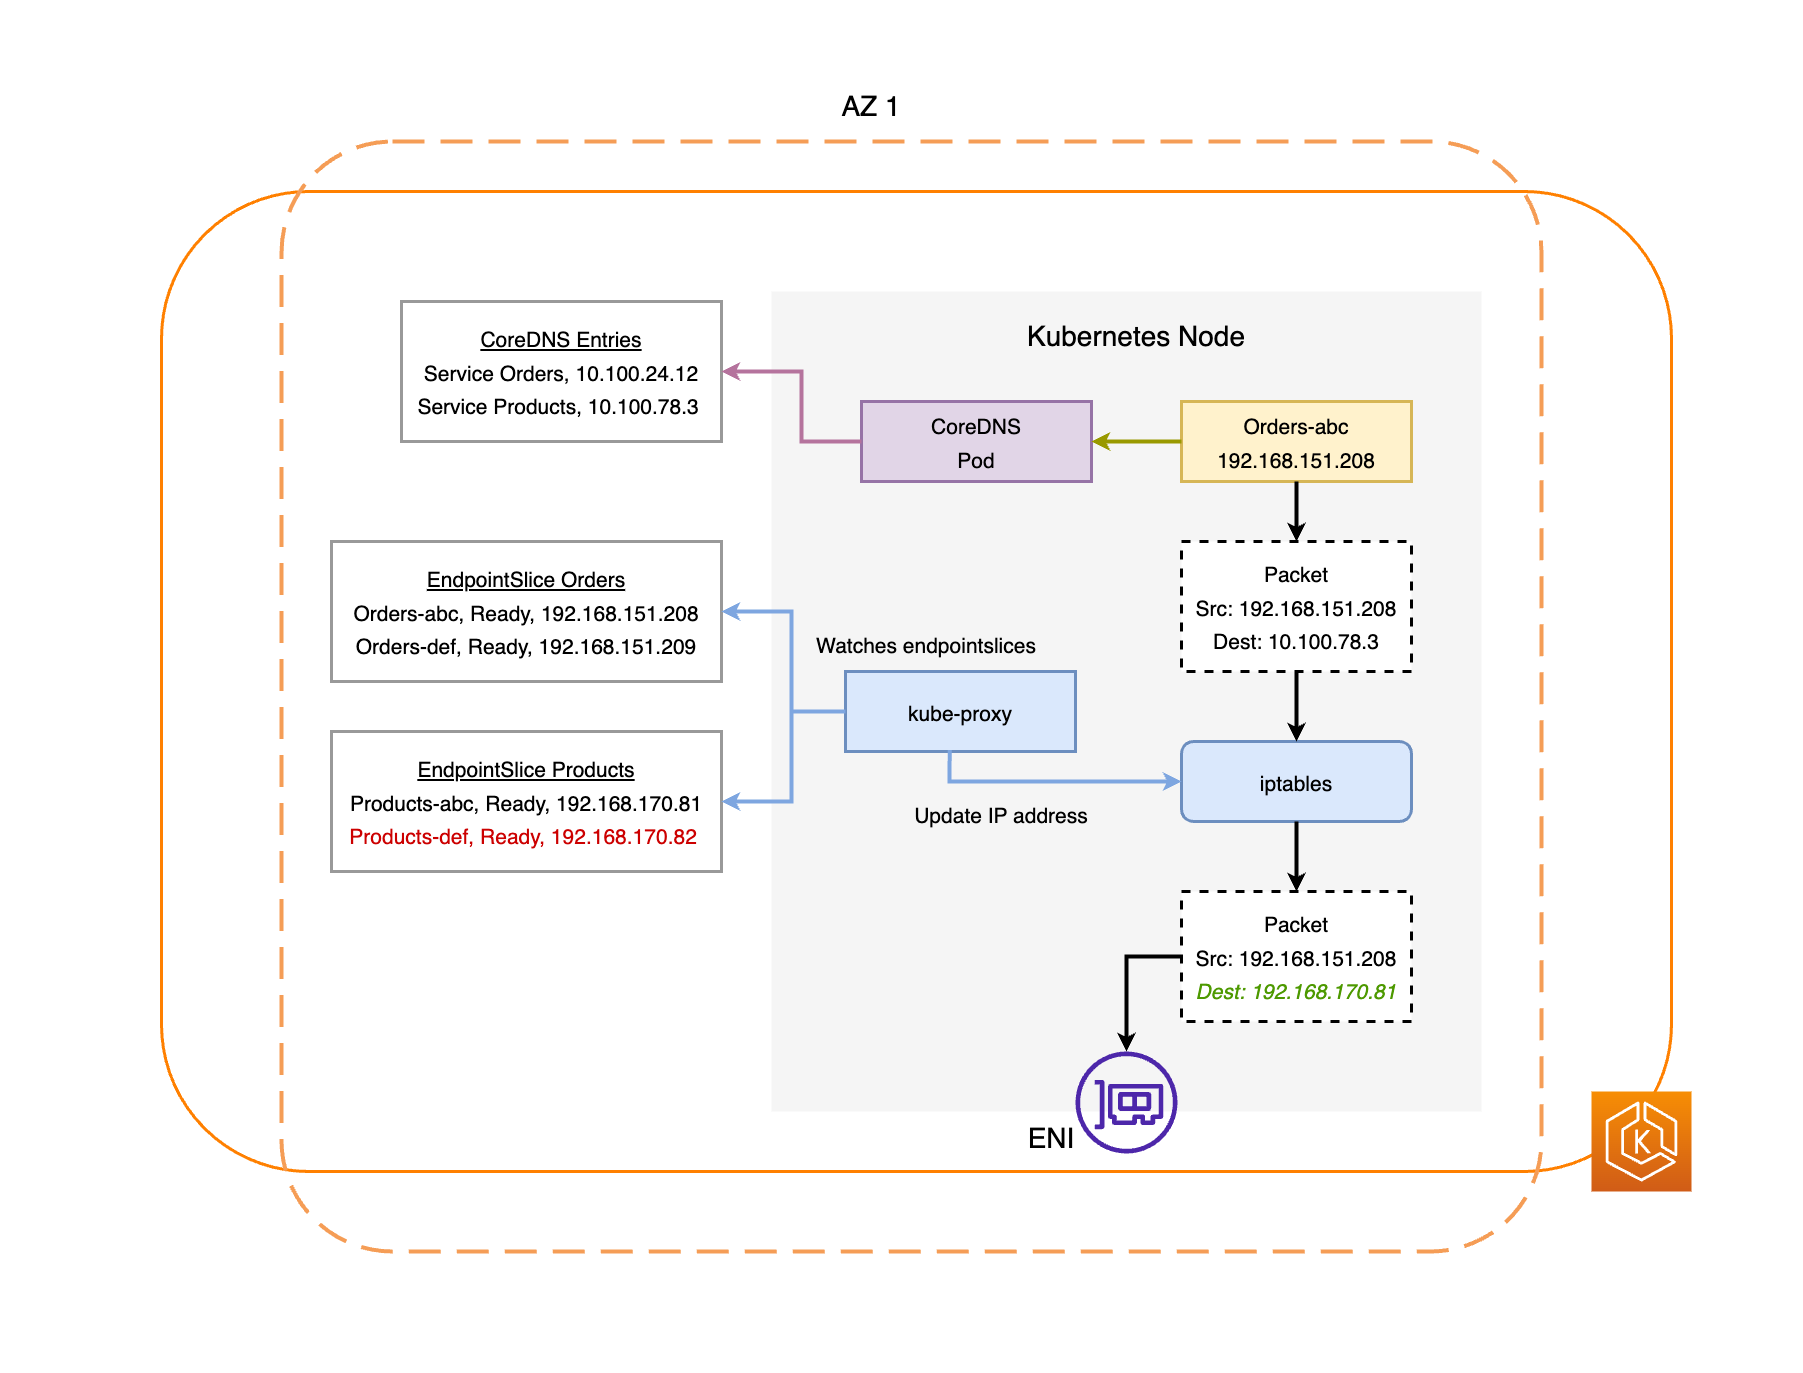 AZ 1
Kubernetes Node
CoreDNS Entries
Service Orders, 10.100.24.12
Service Products, 10.100.78.3
CoreDNS
Pod
Orders-abc
192.168.151.208
EndpointSlice Orders
Orders-abc, Ready, 192.168.151.208
Orders-def, Ready, 192.168.151.209
Packet
Src: 192.168.151.208
Dest: 10.100.78.3
Watches endpointslices
kube-proxy
EndpointSlice Products
Products-abc, Ready, 192.168.170.81
Products-def, Ready, 192.168.170.82
iptables
Update IP address
Packet
Src: 192.168.151.208
Dest: 192.168.170.81
ENI
K